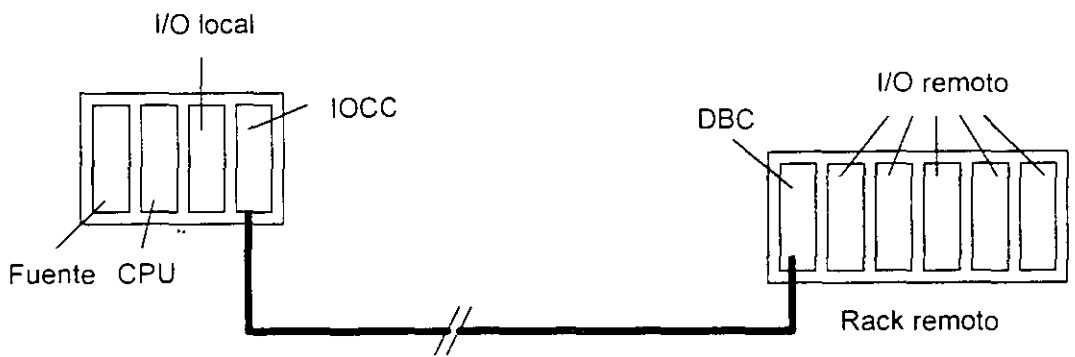 I/O local
IOCC
I/O remoto
DBC
Fuente CPU
Rack remoto